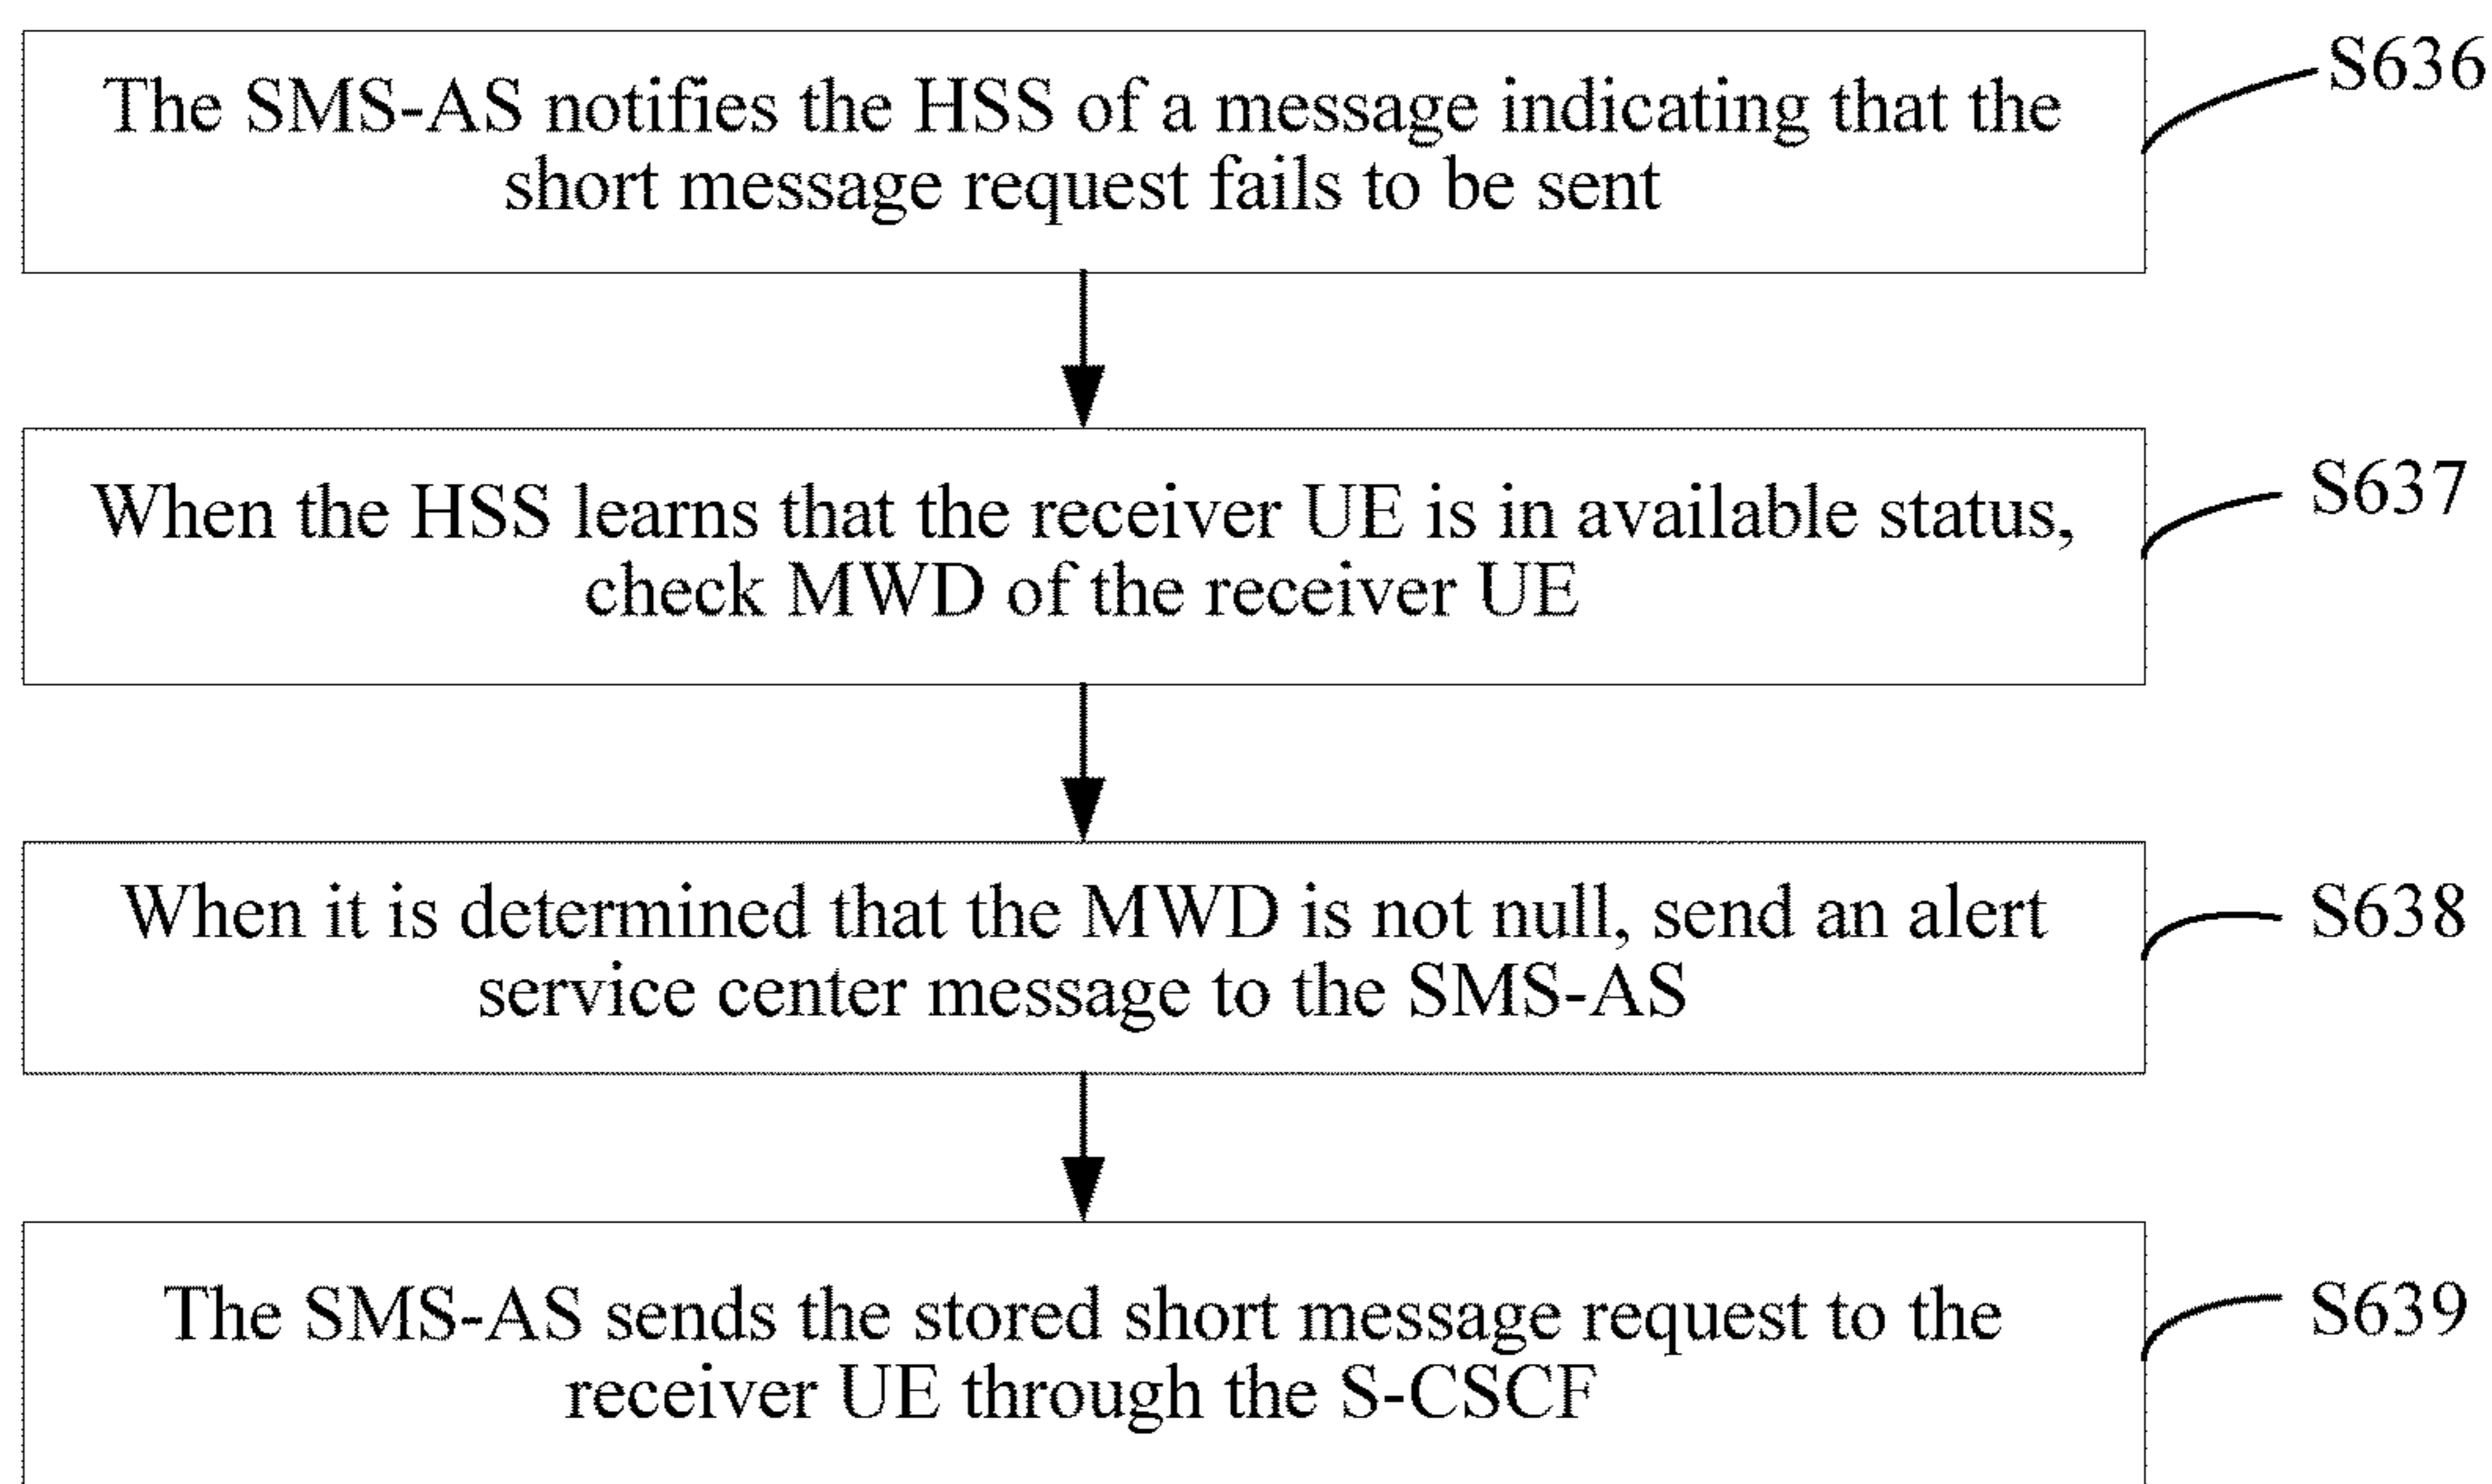 The SMS-AS notifies the HSS of a message indicating that the
short message request fails to be sent
S636
When the HSS learns that the receiver UE is in available status,
check MWD of the receiver UE
S637
When it is determined that the MWD is not null, send an alert
service center message to the SMS-AS
S638
The SMS-AS sends the stored short message request to the
receiver UE through the S-CSCF
S639